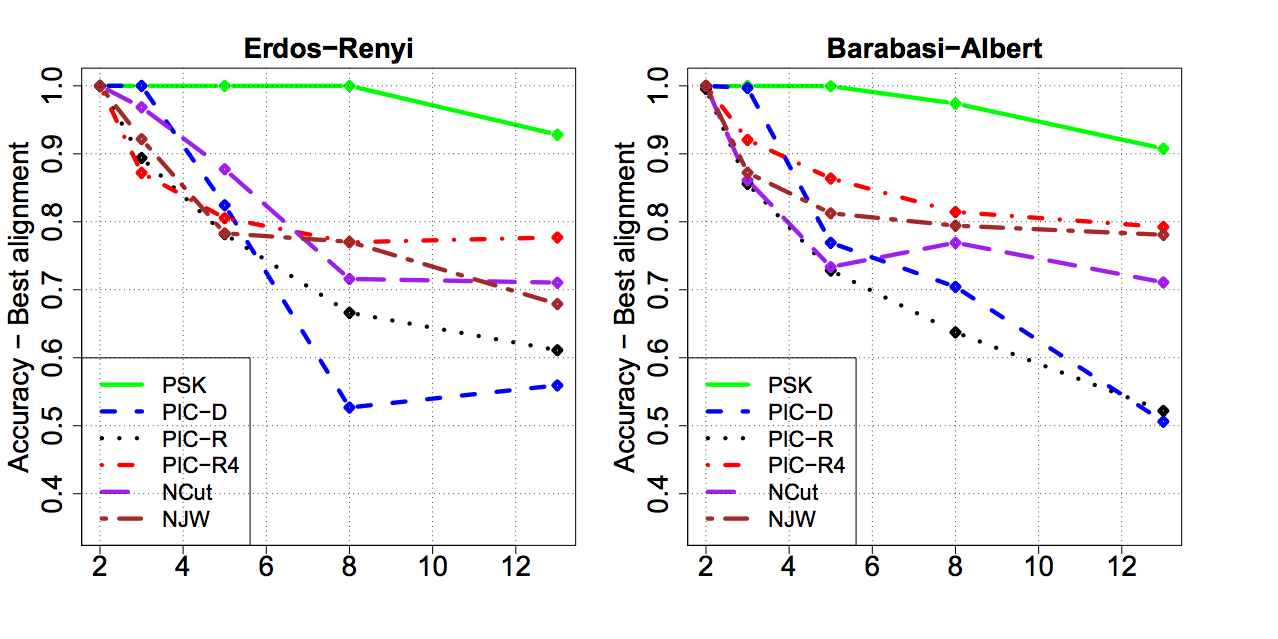 Erdos−Renyi
Accuracy − Best alignment
1.0
0.9
0.8
0.7
0.6
0.5
0.4
PSK
PIC−D
PIC−R
PIC−R4
NCut
NJW
2 4 6 8 10 12
Barabasi−Albert
Accuracy − Best alignment
1.0
0.9
0.8
0.7
0.6
0.5
0.4
PSK
PIC−D
PIC−R
PIC−R4
NCut
NJW
2 4 6 8 10 12